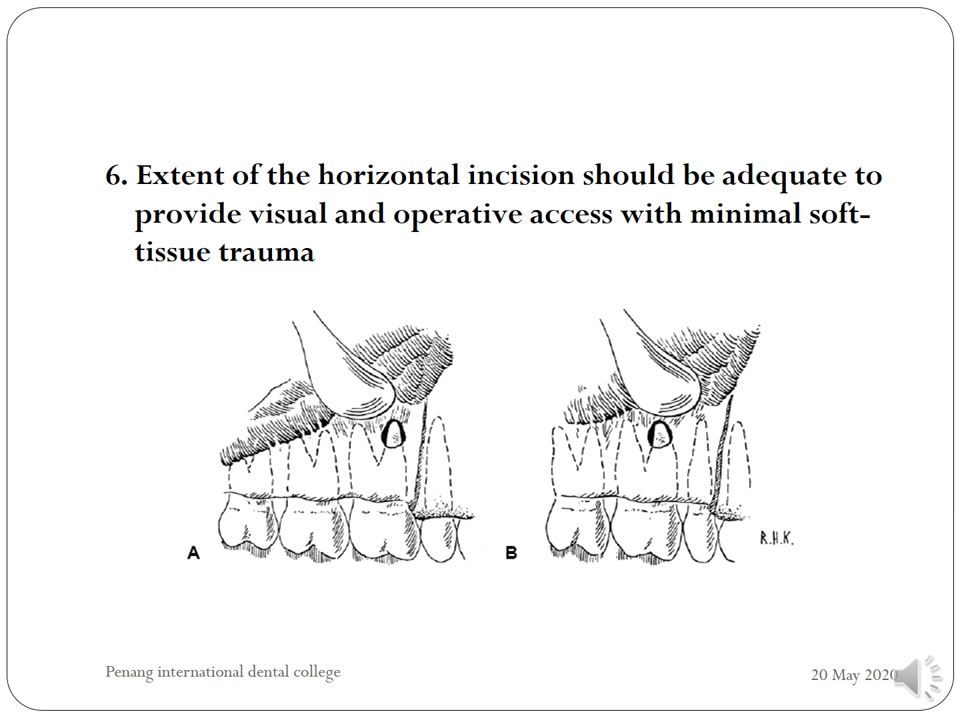 6. Extent of the horizontal incision should be adequate to
provide visual and operative access with minimal soft-
tissue trauma
A
B
R.H.K.
Penang international dental college
20 May 2020